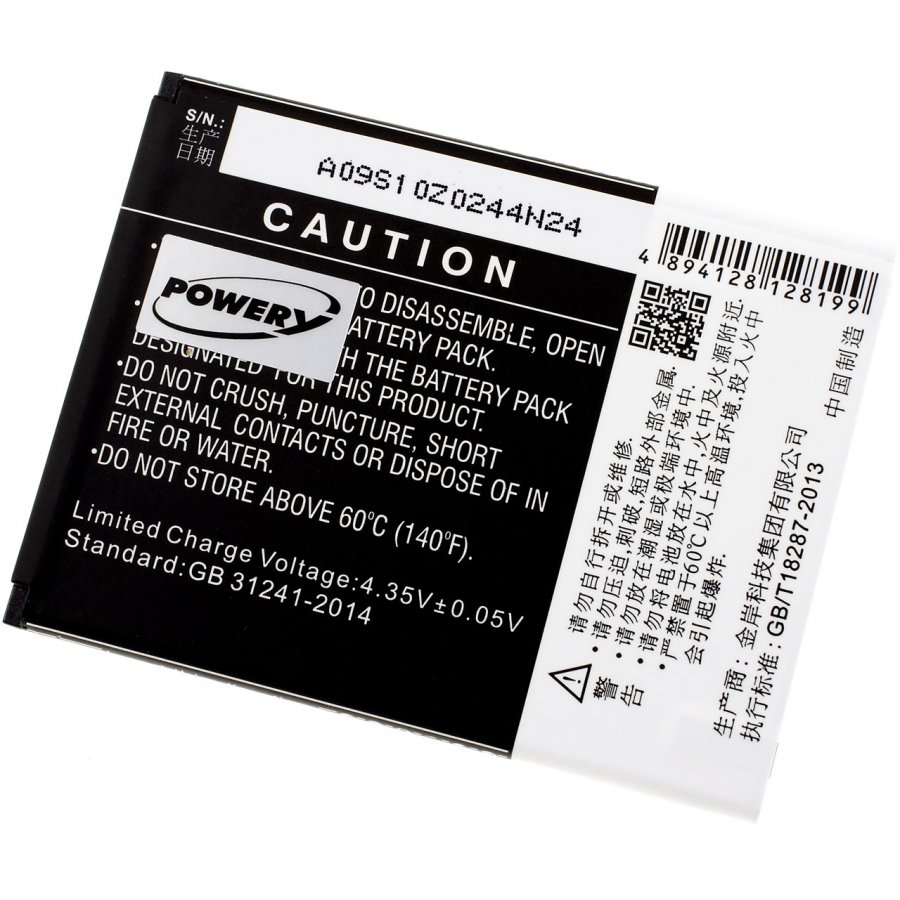 S/N.:
生产
日期
A09S10Z0244N24
CAUTION
POWERY
O DISASSEMBLE, OPEN
ATTERY PACK.
H THE BATTERY PACK
DESIGNATED FOR THIS PRODUCT.
•DO NOT CRUSH, PUNCTURE, SHORT
EXTERNAL CONTACTS OR DISPOSE OF IN
FIRE OR WATER.
•DO NOT STORE ABOVE 60°C (140°F).
Limited Charge Voltage:4.35V±0.05V
Standard:GB 31241-2014
4 894128 128199
警告
•请勿自行拆开或维修.
•请勿压迫,刺破,短路外部金属.
•请勿放在潮湿或极端环境中.
•请勿将电池放在水中,火中及火源附近.
•严禁置于60℃以上高温环境,投入火中
会引起爆炸.
生产商: 金岸科技集团有限公司
执行标准:GB/T18287-2013
中国制造